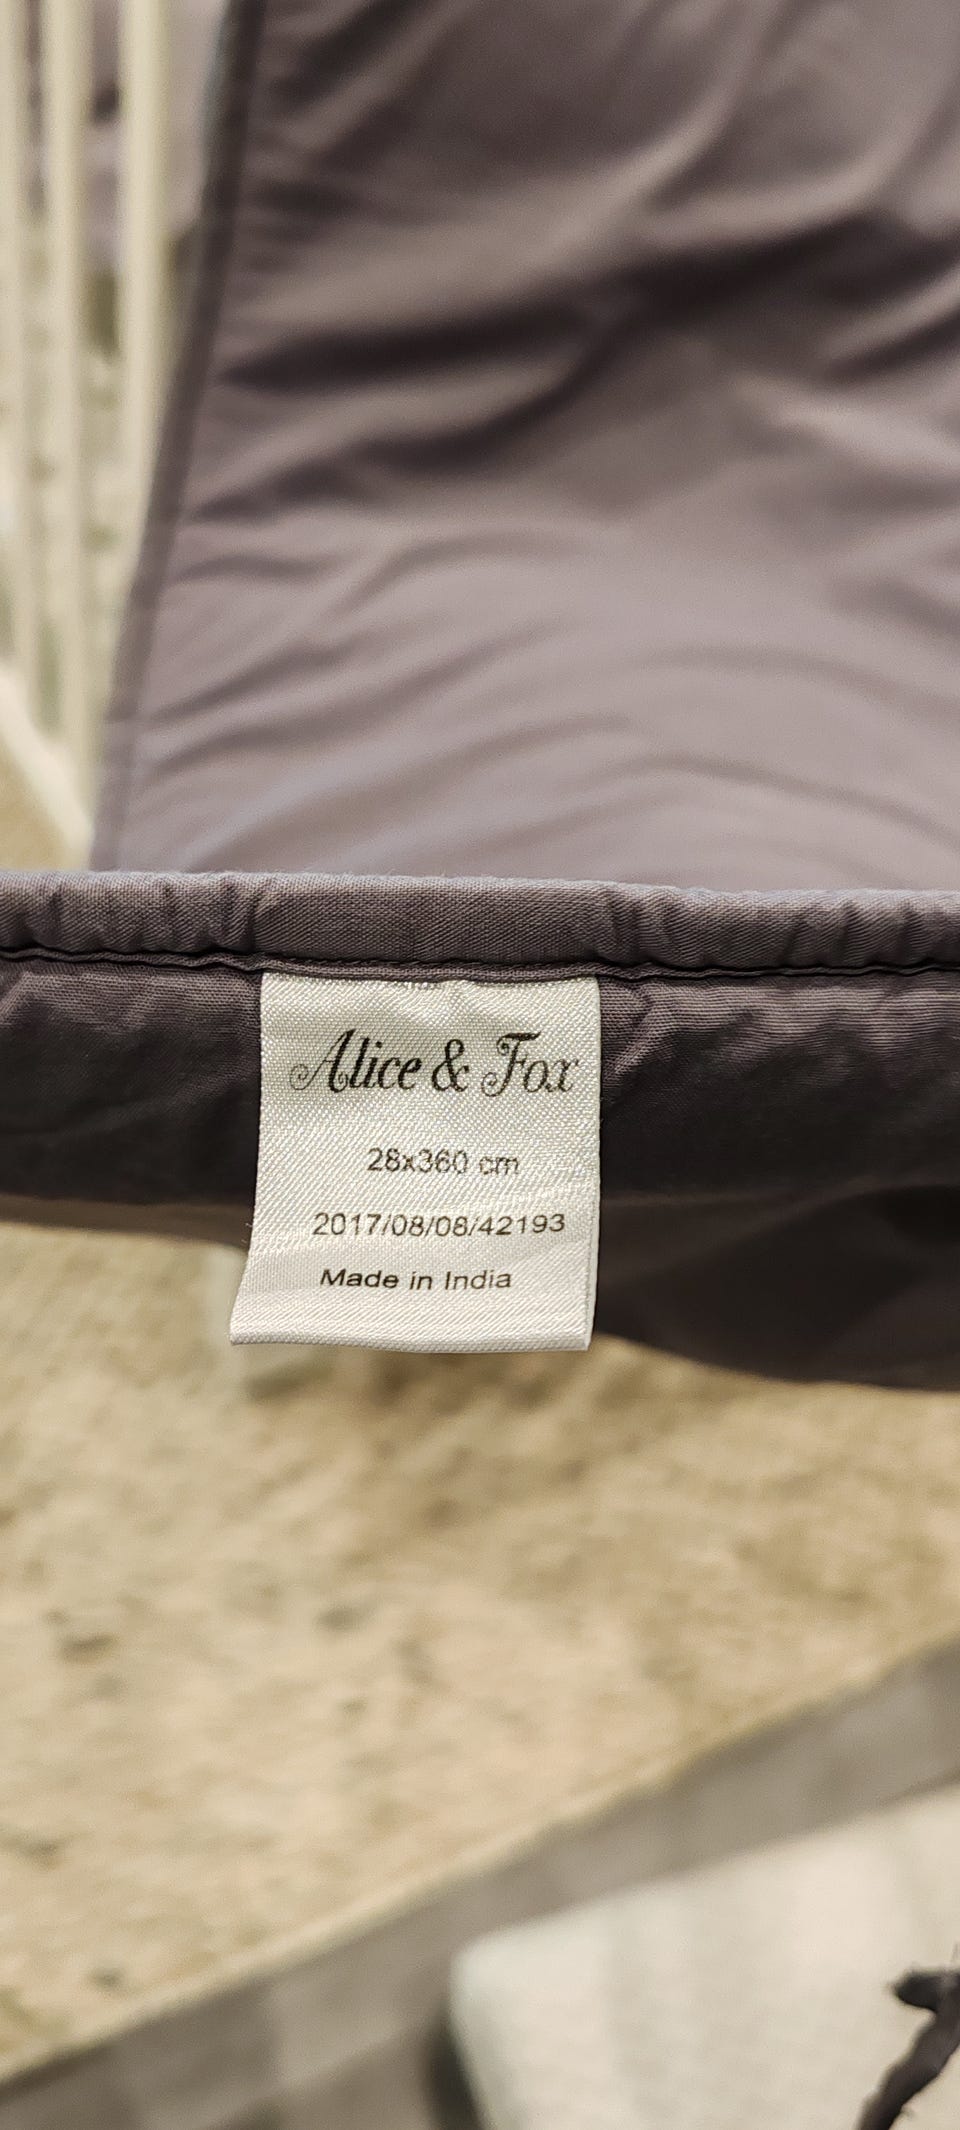 Alice & Fox
28x360 cm
2017/08/08/42193
Made in India